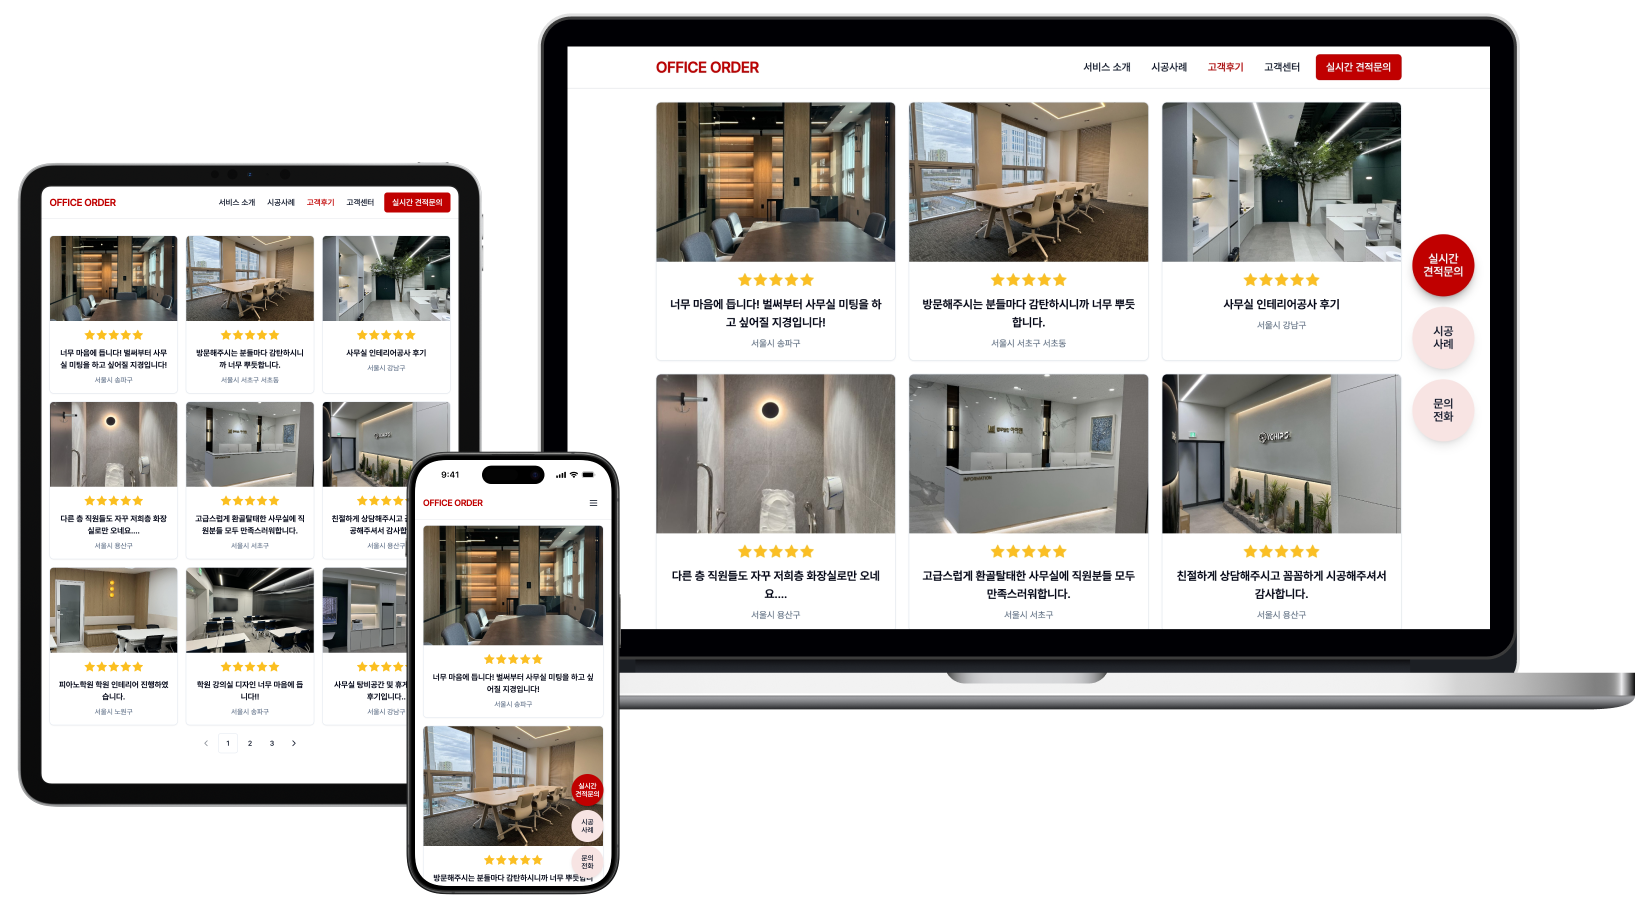 OFFICE ORDER
서비스 소개 시공사례 고객후기 고객센터 실시간 견적문의
너무 마음에 듭니다! 벌써부터 사무실 미팅을 하
고 싶어질 지경입니다!
서울시 송파구
방문해주시는 분들마다 감탄하시니까 너무 뿌듯
합니다.
서울시 서초구 서초동
사무실 인테리어공사 후기
서울시 강남구
실시간
견적문의
시공
사례
문의
전화
INFORMATION
다른 층 직원들도 자꾸 저희층 화장실로만 오네
요....
서울시 용산구
고급스럽게 환골탈태한 사무실에 직원분들 모두
만족스러워합니다.
서울시 서초구
친절하게 상담해주시고 꼼꼼하게 시공해주셔서
감사합니다.
서울시 용산구
OFFICE ORDER
서비스 소개 시공사례 고객후기 고객센터 실시간 견적문의
너무 마음에 듭니다! 벌써부터 사무
실 미팅을 하고 싶어질 지경입니다!
서울시 송파구
방문해주시는 분들마다 감탄하시니
까 너무 뿌듯합니다.
서울시 서초구 서초동
사무실 인테리어공사 후기
서울시 강남구
다른 층 직원들도 자꾸 저희층 화장
실로만 오네요....
서울시 용산구
고급스럽게 환골탈태한 사무실에 직
원분들 모두 만족스러워합니다.
서울시 서초구
친절하게 상담해주시고
공해주셔서 감사합
서울시 용산구
피아노학원 학원 인테리어 진행하였
습니다.
서울시 노원구
학원 강의실 디자인 너무 마음에 듭
니다!!
서울시 송파구
사무실 탕비공간 및 휴게
후기입니다..
서울시 강남구
1 2 3
9:41
OFFICE ORDER
너무 마음에 듭니다! 벌써부터 사무실 미팅을 하고 싶
어질 지경입니다!
서울시 송파구
실시간
견적문의
시공
사례
문의
전화
방문해주시는 분들마다 감탄하시니까 너무